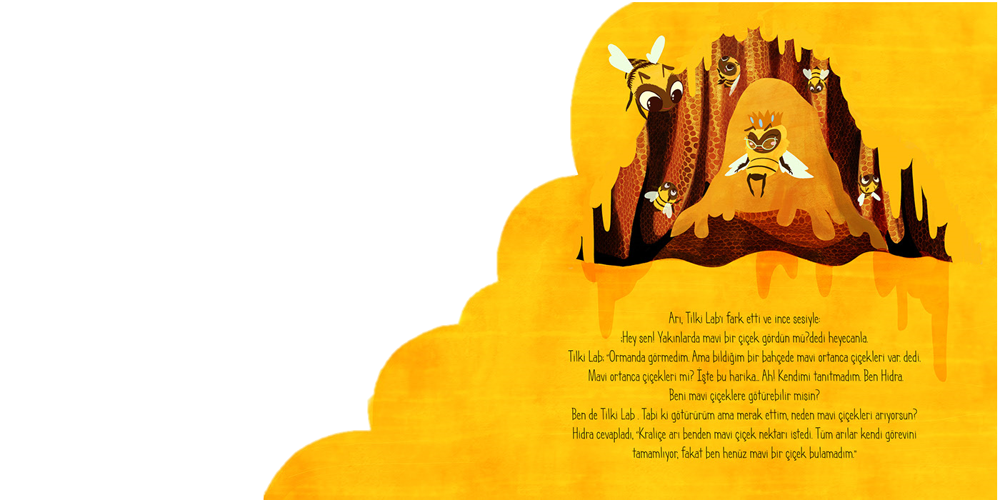 Arı, Tilki Lab'ı fark etti ve ince sesiyle:
;Hey sen! Yakınlarda mavi bir çiçek gördün mü?dedi heyecanla.
Tilki Lab; "Ormanda görmedim. Ama bildiğim bir bahçede mavi ortanca çiçekleri var. dedi.
Mavi ortanca çiçekleri mi? İşte bu harika... Ah! Kendimi tanıtmadım. Ben Hidra.
Beni mavi çiçeklere götürebilir misin?
Ben de Tilki Lab . Tabi ki götürürüm ama merak ettim, neden mavi çiçekleri arıyorsun?
Hidra cevapladı, "Kraliçe arı benden mavi çiçek nektarı istedi. Tüm arılar kendi görevini
tamamlıyor, fakat ben henüz mavi bir çiçek bulamadım."